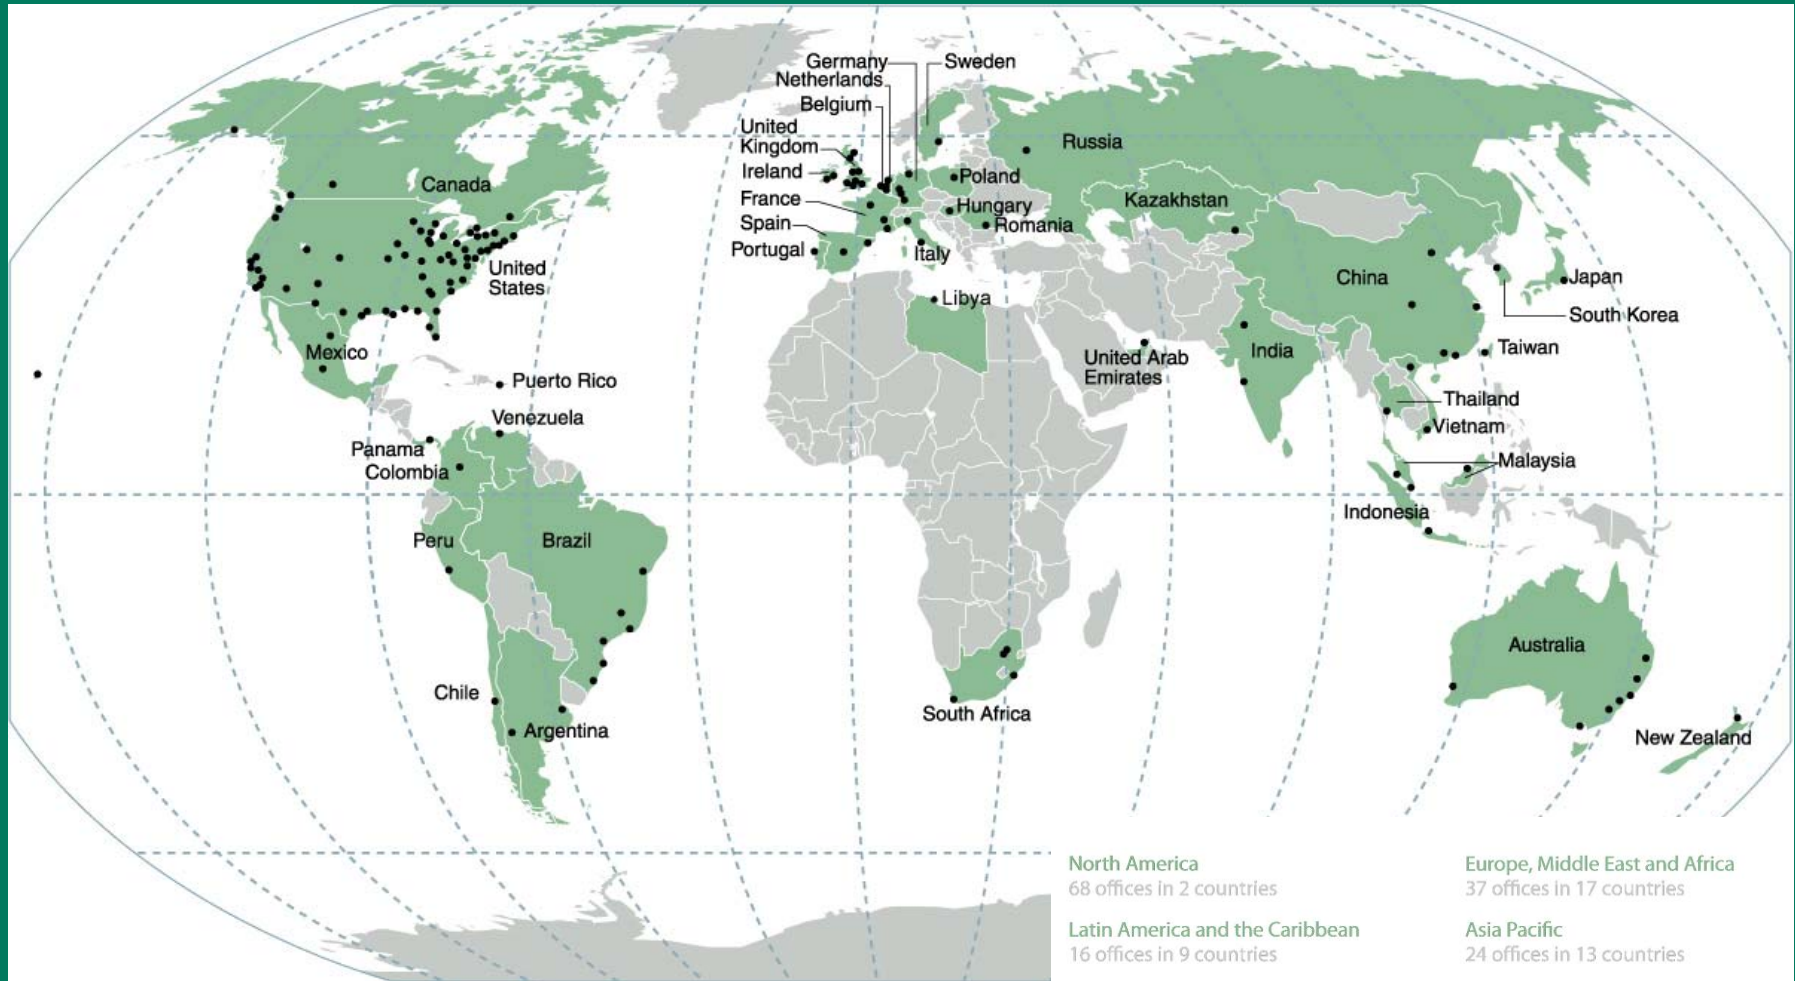 Germany
Sweden
Netherlands
Belgium
United
Kingdom
Ireland
France
Spain
Portugal
Poland
Hungary
Romania
Italy
Libya
Russia
Kazakhstan
China
Japan
South Korea
Taiwan
India
United Arab
Emirates
Thailand
Vietnam
Malaysia
Indonesia
Canada
United
States
Mexico
Puerto Rico
Venezuela
Panama
Colombia
Peru
Brazil
Chile
Argentina
South Africa
Australia
New Zealand
North America
68 offices in 2 countries
Latin America and the Caribbean
16 offices in 9 countries
Europe, Middle East and Africa
37 offices in 17 countries
Asia Pacific
24 offices in 13 countries